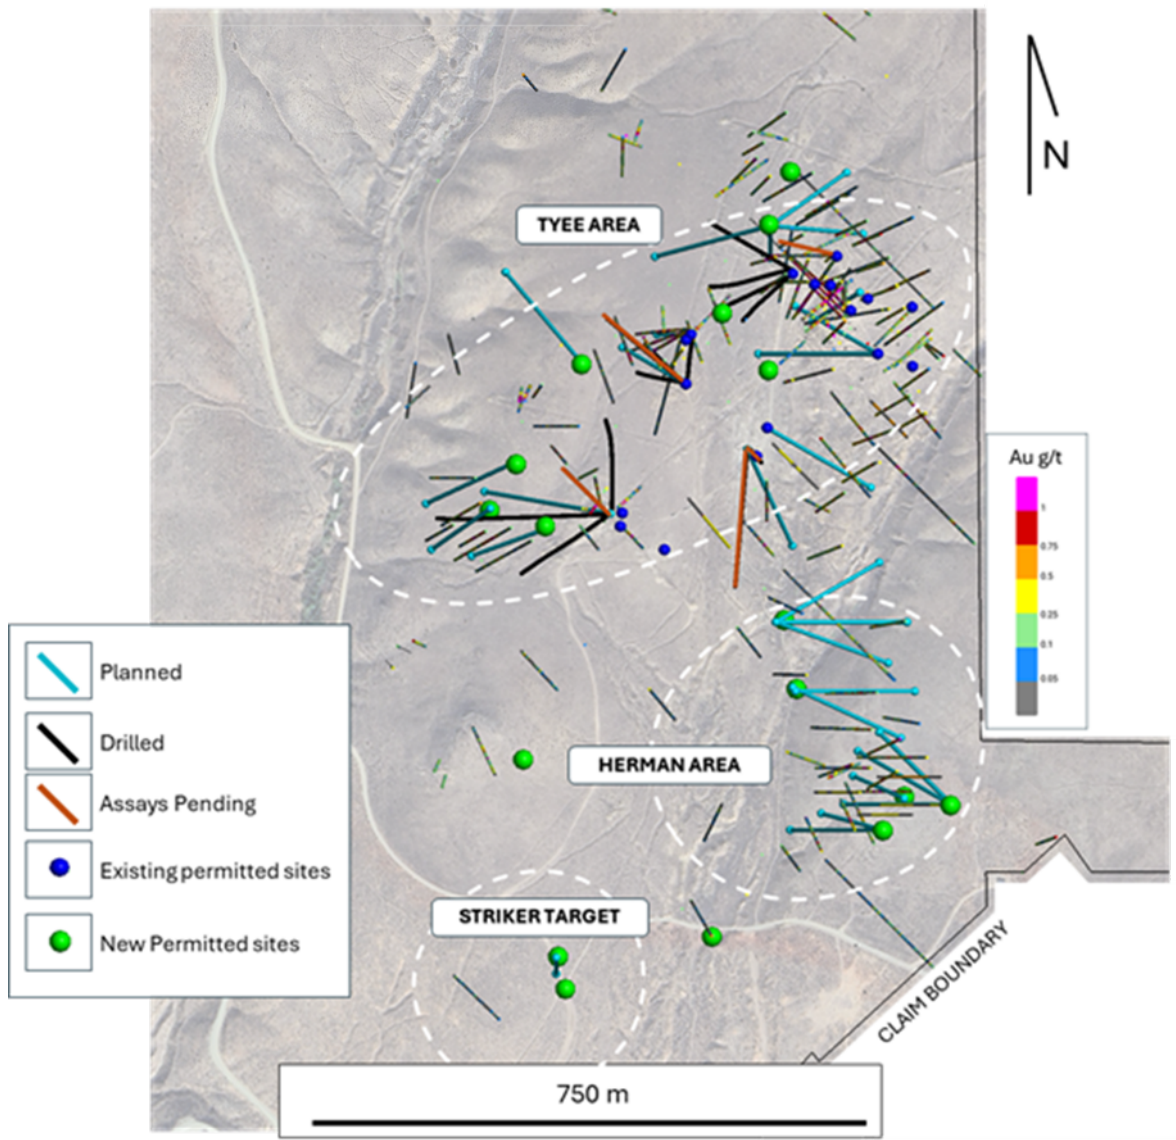 N
TYEE AREA
Au g/t
1
0.75
0.5
0.25
0.1
0.05
Planned
Drilled
Assays Pending
Existing permitted sites
New Permitted sites
HERMAN AREA
STRIKER TARGET
CLAIM BOUNDARY
750 m